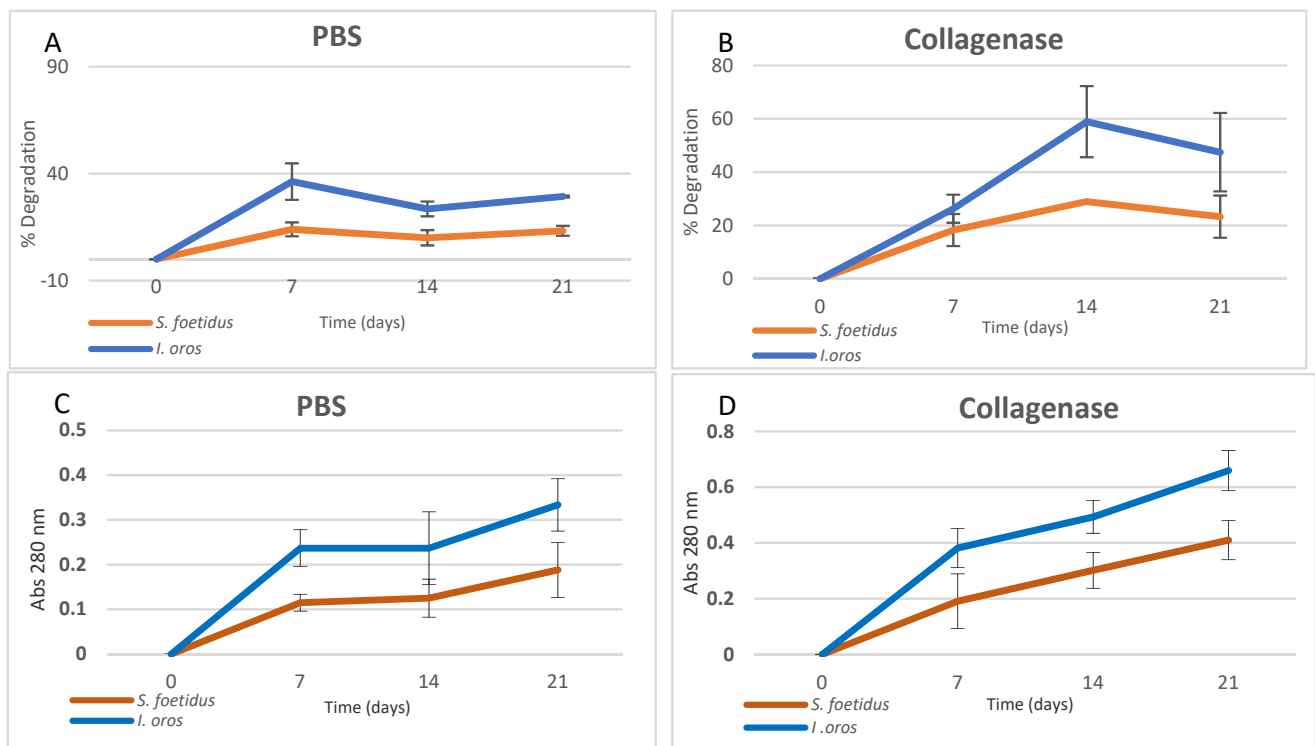 A
PBS
90
40
-10
% Degradation
0 7 14 21
Time (days)
S. foetidus
I. oros
B
Collagenase
80
60
40
20
0
% Degradation
0 7 14 21
Time (days)
S. foetidus
I.oros
C
PBS
0.5
0.4
0.3
0.2
0.1
0
Abs 280 nm
0 7 14 21
Time (days)
S. foetidus
I. oros
D
Collagenase
0.8
0.6
0.4
0.2
0
Abs 280 nm
0 7 14 21
Time (days)
S. foetidus
I .oros